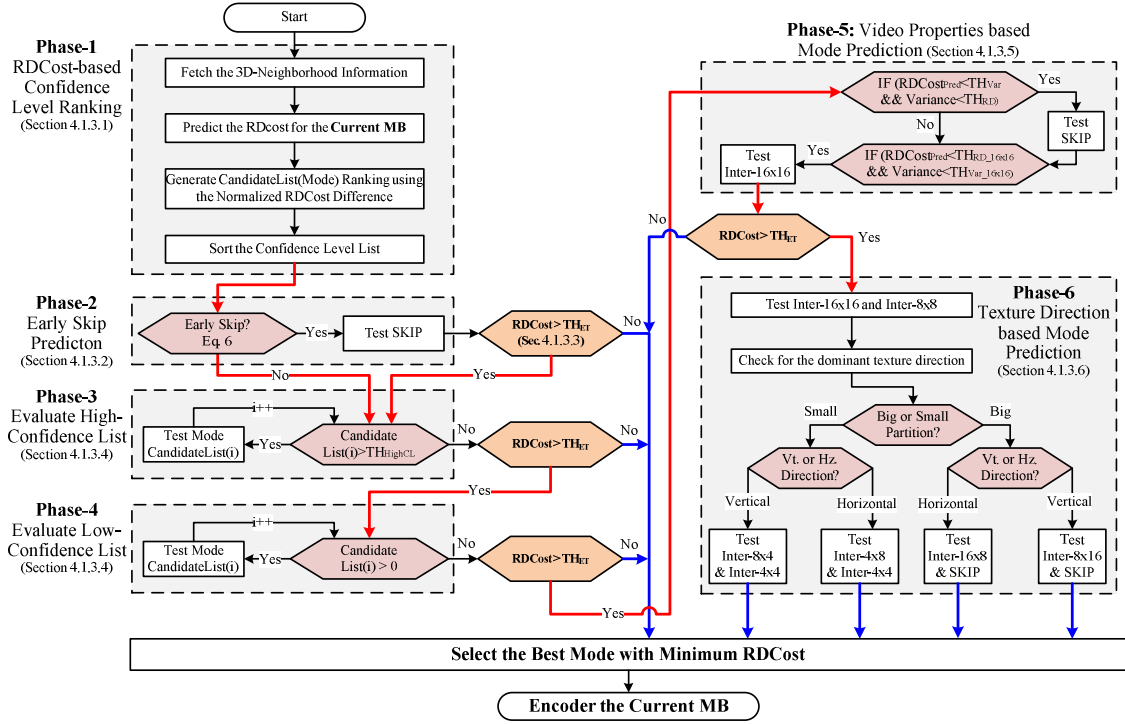 Start
Phase-1
RDCost-based
Confidence
Level Ranking
(Section 4.1.3.1)
Fetch the 3D-Neighborhood Information
Predict the RDcost for the Current MB
Generate CandidateList(Mode) Ranking using
the Normalized RDCost Difference
Sort the Confidence Level List
Phase-2
Early Skip
Predicton
(Section 4.1.3.2)
Early Skip?
Eq. 6
Yes
Test SKIP
RDCost>THET
(Sec. 4.1.3.3)
No
No
Yes
Phase-3
Evaluate High-
Confidence List
(Section 4.1.3.4)
i++
Test Mode
CandidateList(i)
Yes
Candidate
List(i)>THHighCL
No
RDCost>THET
No
Yes
Phase-4
Evaluate Low-
Confidence List
(Section 4.1.3.4)
i++
Test Mode
CandidateList(i)
Yes
Candidate
List(i) > 0
No
RDCost>THET
No
Yes
Phase-5: Video Properties based
Mode Prediction (Section 4.1.3.5)
IF (RDCostPred<THVar
&& Variance<THRD)
Yes
Test
SKIP
No
IF (RDCostPred<THRD_16x16
&& Variance<THVar_16x16)
Yes
Test
Inter-16x16
No
RDCost>THET
Yes
Phase-6
Texture Direction
based Mode
Prediction
(Section 4.1.3.6)
Test Inter-16x16 and Inter-8x8
Check for the dominant texture direction
Small
Big or Small
Partition?
Big
Vt. or Hz.
Direction?
Vt. or Hz.
Direction?
Vertical
Horizontal
Horizontal
Vertical
Test
Inter-8x4
& Inter-4x4
Test
Inter-4x8
& Inter-4x4
Test
Inter-16x8
& SKIP
Test
Inter-8x16
& SKIP
Select the Best Mode with Minimum RDCost
Encoder the Current MB